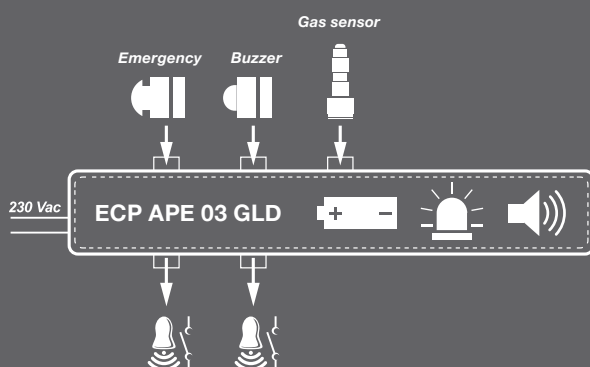 Gas sensor
Emergency Buzzer
230 Vac
ECP APE 03 GLD
+ -